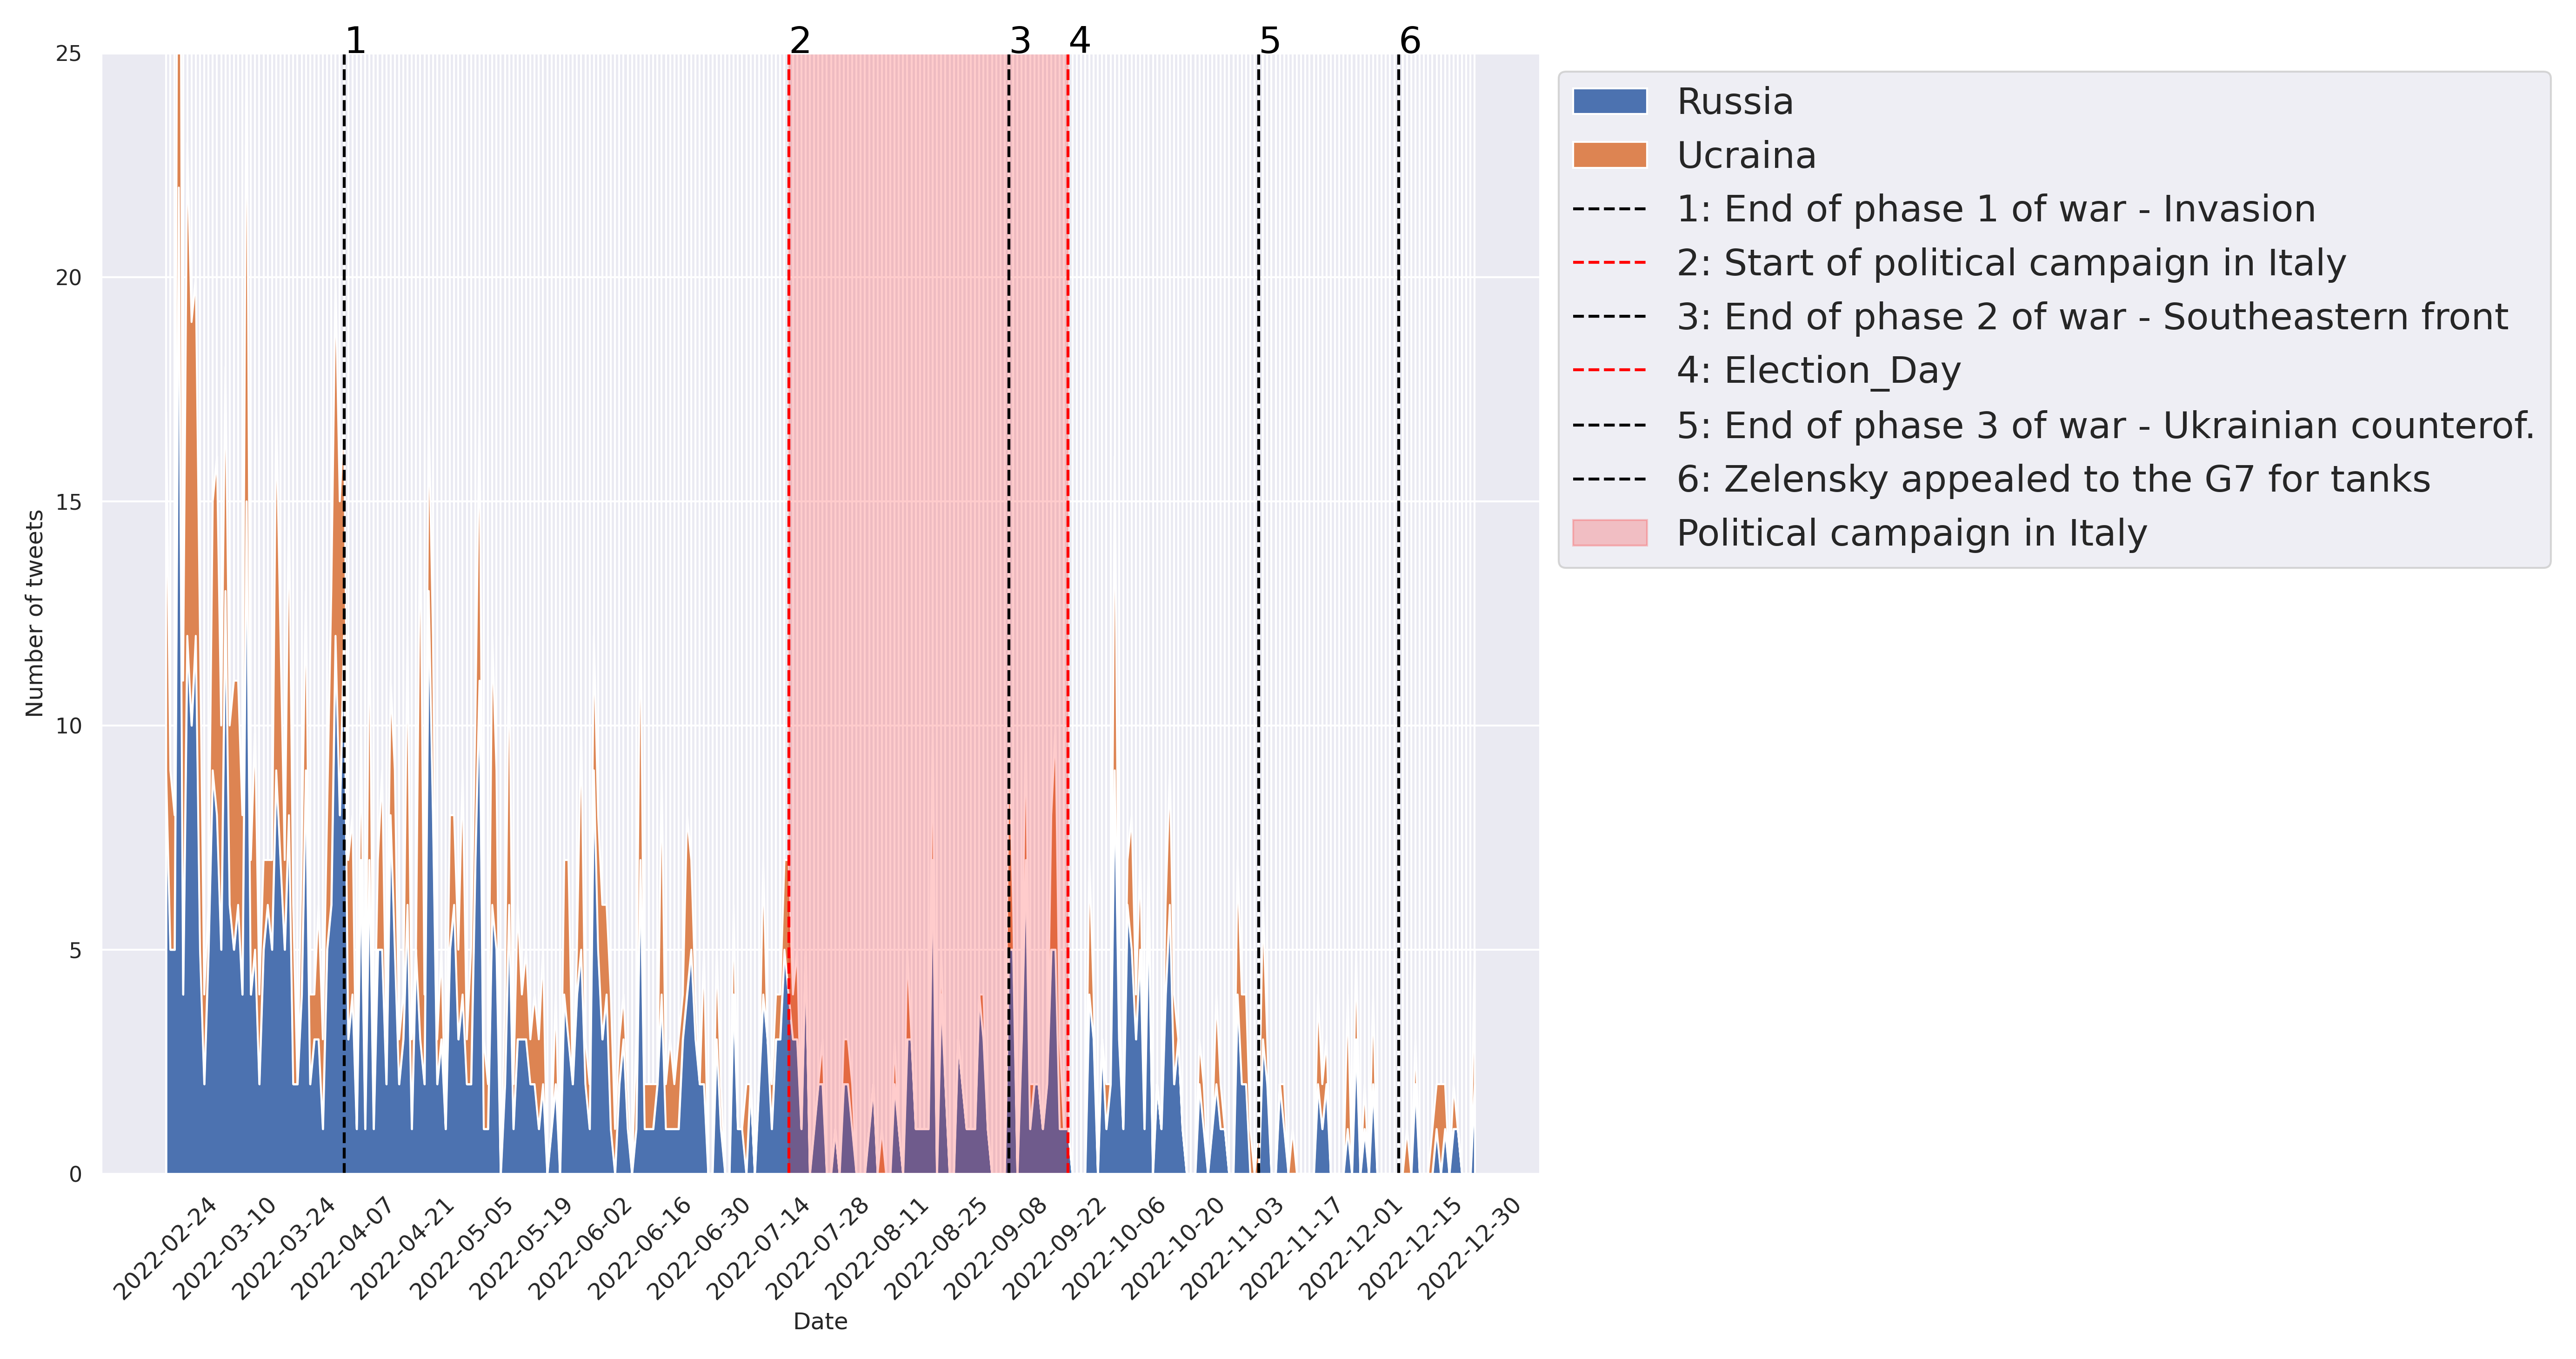 1 2 3 4 5 6
25
20
15
10
5
0
Number of tweets
2022-02-24
2022-03-10
2022-03-24
2022-04-07
2022-04-21
2022-05-05
2022-05-19
2022-06-02
2022-06-16
2022-06-30
2022-07-14
2022-07-28
2022-08-11
2022-08-25
2022-09-08
2022-09-22
2022-10-06
2022-10-20
2022-11-03
2022-11-17
2022-12-01
2022-12-15
2022-12-30
Date
Russia
Ucraina
1: End of phase 1 of war - Invasion
2: Start of political campaign in Italy
3: End of phase 2 of war - Southeastern front
4: Election_Day
5: End of phase 3 of war - Ukrainian counterof.
6: Zelensky appealed to the G7 for tanks
Political campaign in Italy